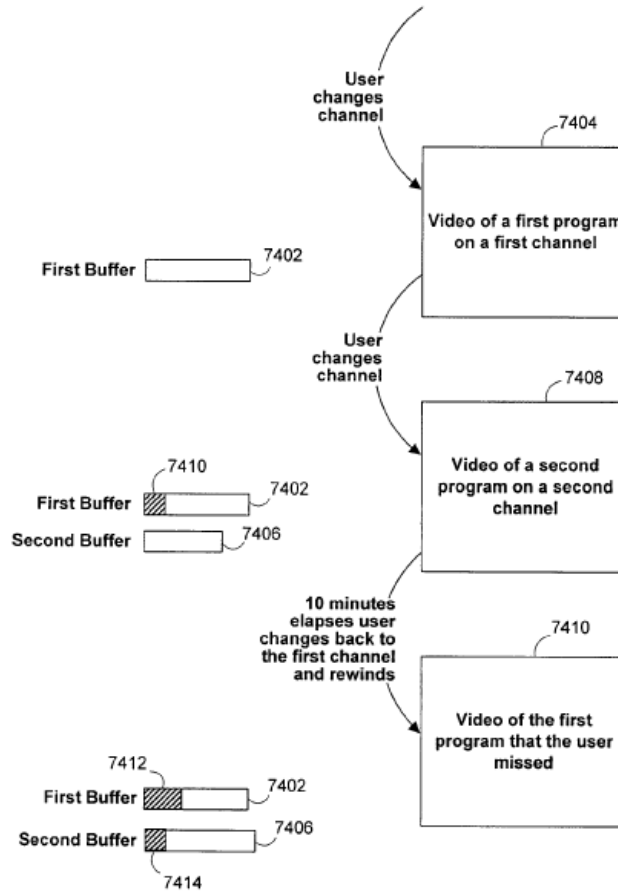 User
changes
channel
7404
Video of a first program
on a first channel
7402
First Buffer
User
changes
channel
7408
Video of a second
program on a second
channel
7410
First Buffer
7402
Second Buffer
7406
10 minutes
elapses user
changes back to
the first channel
and rewinds
7410
Video of the first
program that the user
missed
7412
First Buffer
7402
Second Buffer
7406
7414